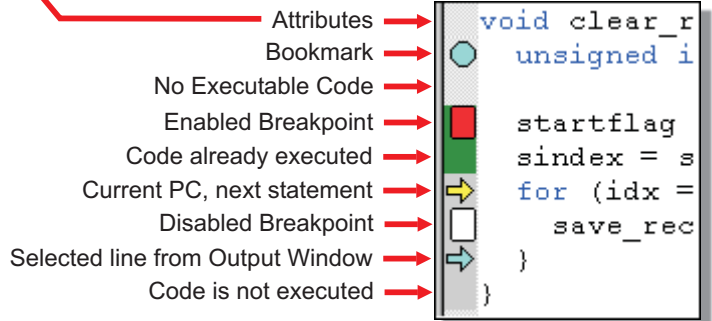 Attributes
void clear_r
Bookmark
unsigned i
No Executable Code
Enabled Breakpoint
startflag
Code already executed
sindex = s
Current PC, next statement
for (idx =
Disabled Breakpoint
save_rec
Selected line from Output Window
}
Code is not executed
}